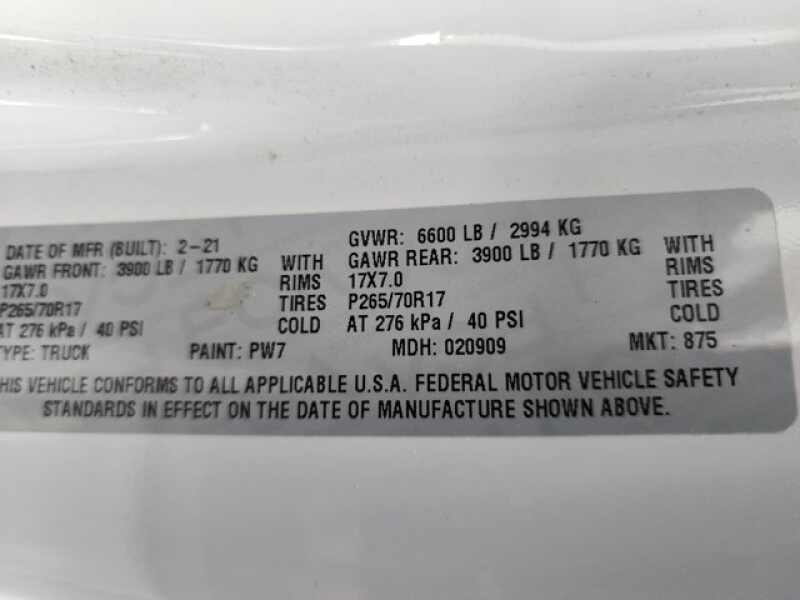 DATE OF MFR (BUILT): 2-21 GVWR: 6600 LB / 2994 KG
GAWR FRONT: 3900 LB / 1770 KG WITH GAWR REAR: 3900 LB / 1770 KG WITH
17X7.0 RIMS 17X7.0 RIMS
P265/70R17 TIRES P265/70R17 TIRES
AT 276 kPa / 40 PSI COLD AT 276 kPa / 40 PSI COLD
TYPE: TRUCK PAINT: PW7 MDH: 020909 MKT: 875
THIS VEHICLE CONFORMS TO ALL APPLICABLE U.S.A. FEDERAL MOTOR VEHICLE SAFETY
STANDARDS IN EFFECT ON THE DATE OF MANUFACTURE SHOWN ABOVE.